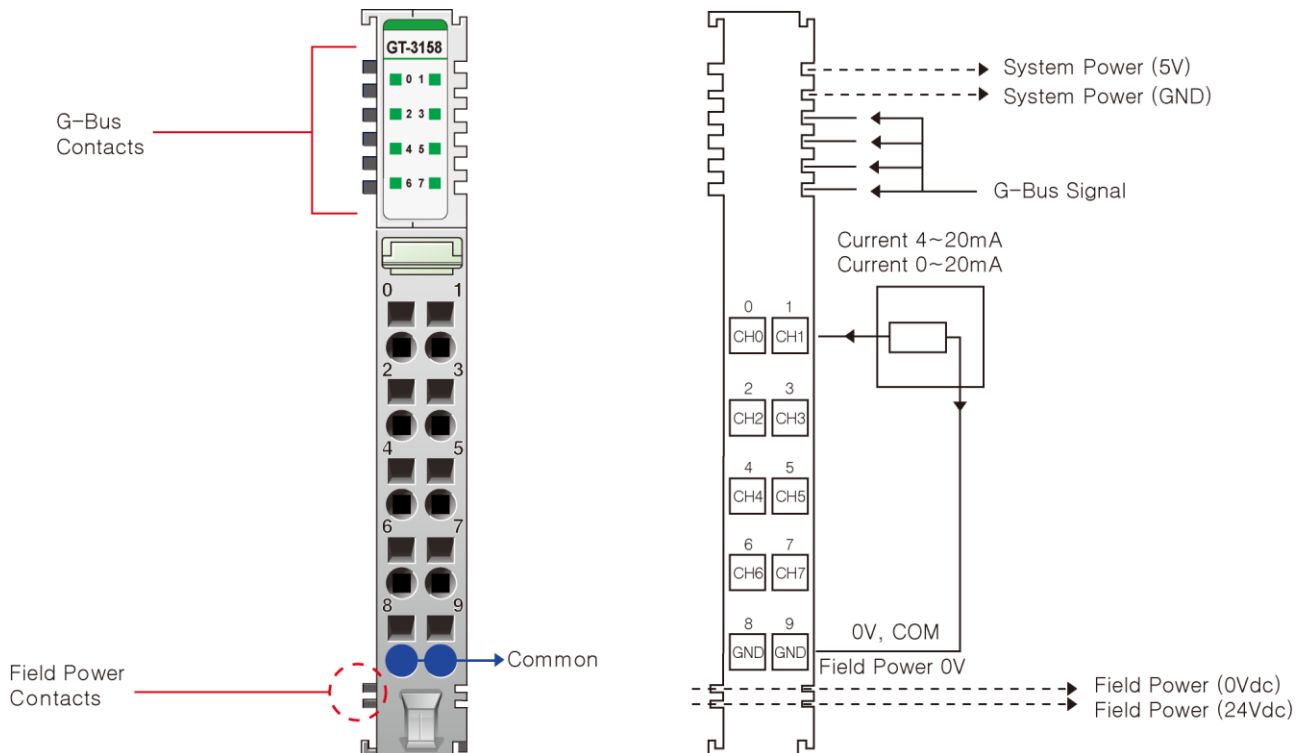 GT-3158
0 1
2 3
4 5
6 7
G-Bus
Contacts
0 1
2 3
4 5
6 7
8 9
Common
Field Power
Contacts
System Power (5V)
System Power (GND)
G-Bus Signal
Current 4~20mA
Current 0~20mA
0 1
CH0 CH1
2 3
CH2 CH3
4 5
CH4 CH5
6 7
CH6 CH7
8 9
GND GND
0V, COM
Field Power 0V
Field Power (0Vdc)
Field Power (24Vdc)